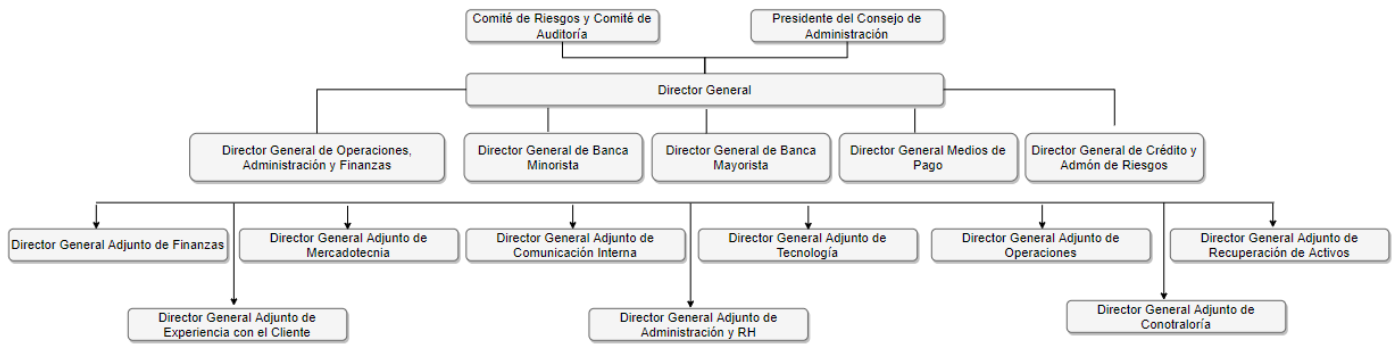 Comité de Riesgos y Comité de
Auditoría
Presidente del Consejo de
Administración
Director General
Director General de Operaciones,
Administración y Finanzas
Director General de Banca
Minorista
Director General de Banca
Mayorista
Director General Medios de
Pago
Director General de Crédito y
Admón de Riesgos
Director General Adjunto de Finanzas
Director General Adjunto de
Mercadotecnia
Director General Adjunto de
Comunicación Interna
Director General Adjunto de
Tecnología
Director General Adjunto de
Operaciones
Director General Adjunto de
Recuperación de Activos
Director General Adjunto de
Experiencia con el Cliente
Director General Adjunto de
Administración y RH
Director General Adjunto de
Conotraloría